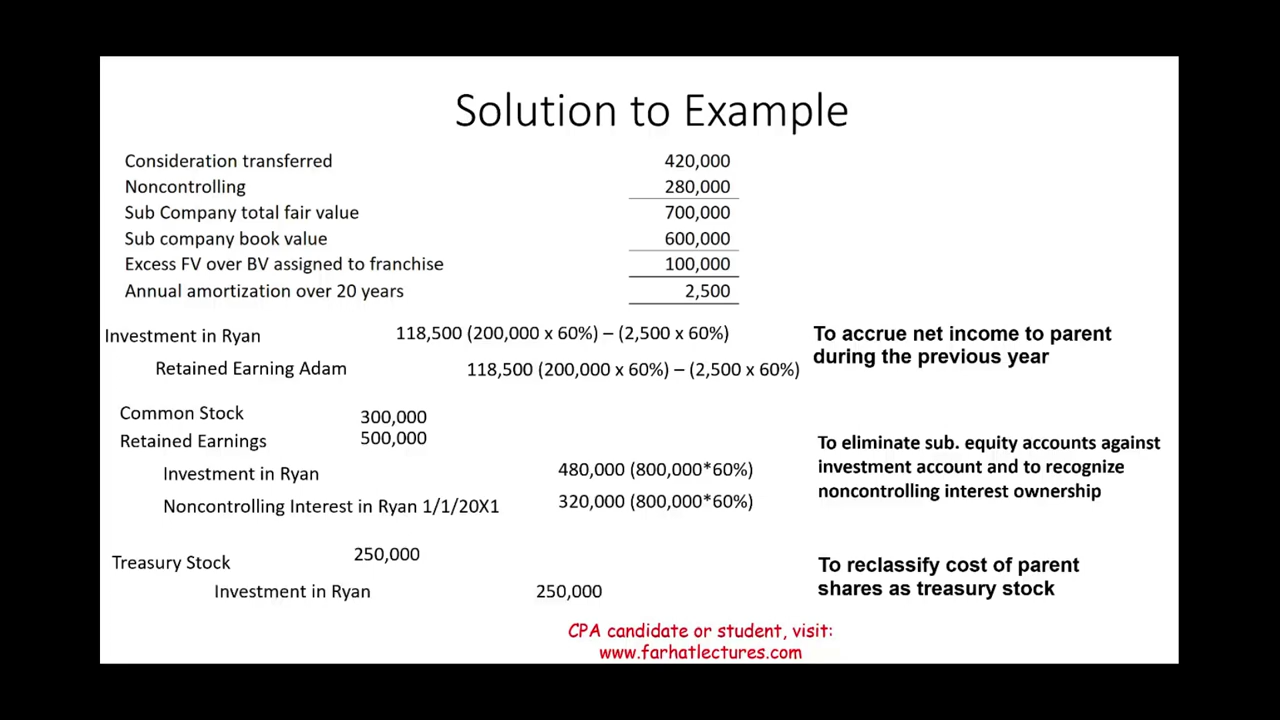 Solution to Example
Consideration transferred 420,000
Noncontrolling 280,000
Sub Company total fair value 700,000
Sub company book value 600,000
Excess FV over BV assigned to franchise 100,000
Annual amortization over 20 years 2,500
Investment in Ryan 118,500 (200,000 x 60%) – (2,500 x 60%)
Retained Earning Adam 118,500 (200,000 x 60%) – (2,500 x 60%)
To accrue net income to parent
during the previous year
Common Stock 300,000
Retained Earnings 500,000
Investment in Ryan 480,000 (800,000*60%)
Noncontrolling Interest in Ryan 1/1/20X1 320,000 (800,000*60%)
To eliminate sub. equity accounts against
investment account and to recognize
noncontrolling interest ownership
Treasury Stock 250,000
Investment in Ryan 250,000
To reclassify cost of parent
shares as treasury stock
CPA candidate or student, visit:
www.farhatlectures.com